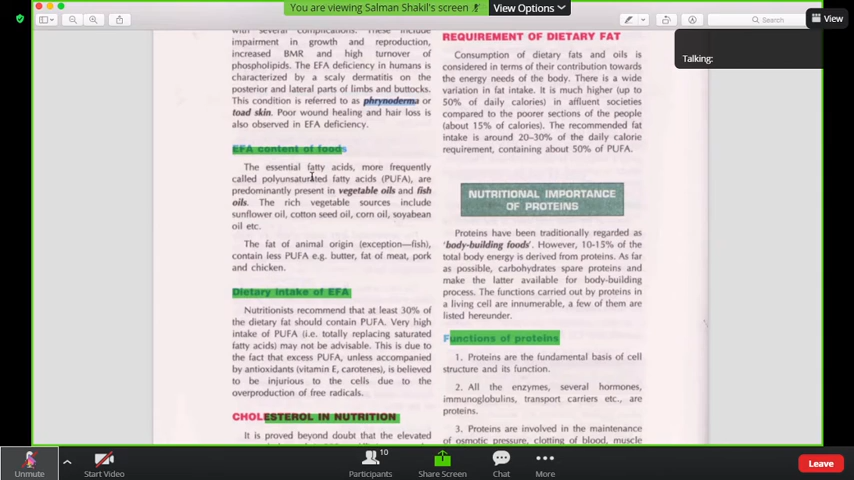 You are viewing Salman Shakil's screen
View Options
Search
View
Talking:
with several complications. These include
impairment in growth and reproduction,
increased BMR and high turnover of
phospholipids. The EFA deficiency in humans is
characterized by a scaly dermatitis on the
posterior and lateral parts of limbs and buttocks.
This condition is referred to as phrynoderma or
toad skin. Poor wound healing and hair loss is
also observed in EFA deficiency.
EFA content of foods
The essential fatty acids, more frequently
called polyunsaturated fatty acids (PUFA), are
predominantly present in vegetable oils and fish
oils. The rich vegetable sources include
sunflower oil, cotton seed oil, corn oil, soyabean
oil etc.
The fat of animal origin (exception—fish),
contain less PUFA e.g. butter, fat of meat, pork
and chicken.
Dietary intake of EFA
Nutritionists recommend that at least 30% of
the dietary fat should contain PUFA. Very high
intake of PUFA (i.e. totally replacing saturated
fatty acids) may not be advisable. This is due to
the fact that excess PUFA, unless accompanied
by antioxidants (vitamin E, carotenes), is believed
to be injurious to the cells due to the
overproduction of free radicals.
CHOLESTEROL IN NUTRITION
It is proved beyond doubt that the elevated
REQUIREMENT OF DIETARY FAT
Consumption of dietary fats and oils is
considered in terms of their contribution towards
the energy needs of the body. There is a wide
variation in fat intake. It is much higher (up to
50% of daily calories) in affluent societies
compared to the poorer sections of the people
(about 15% of calories). The recommended fat
intake is around 20–30% of the daily calorie
requirement, containing about 50% of PUFA.
NUTRITIONAL IMPORTANCE
OF PROTEINS
Proteins have been traditionally regarded as
'body-building foods'. However, 10-15% of the
total body energy is derived from proteins. As far
as possible, carbohydrates spare proteins and
make the latter available for body-building
process. The functions carried out by proteins in
a living cell are innumerable, a few of them are
listed hereunder.
Functions of proteins
1. Proteins are the fundamental basis of cell
structure and its function.
2. All the enzymes, several hormones,
immunoglobulins, transport carriers etc., are
proteins.
3. Proteins are involved in the maintenance
of osmotic pressure, clotting of blood, muscle
Unmute
Start Video
10
Participants
Share Screen
Chat
More
Leave